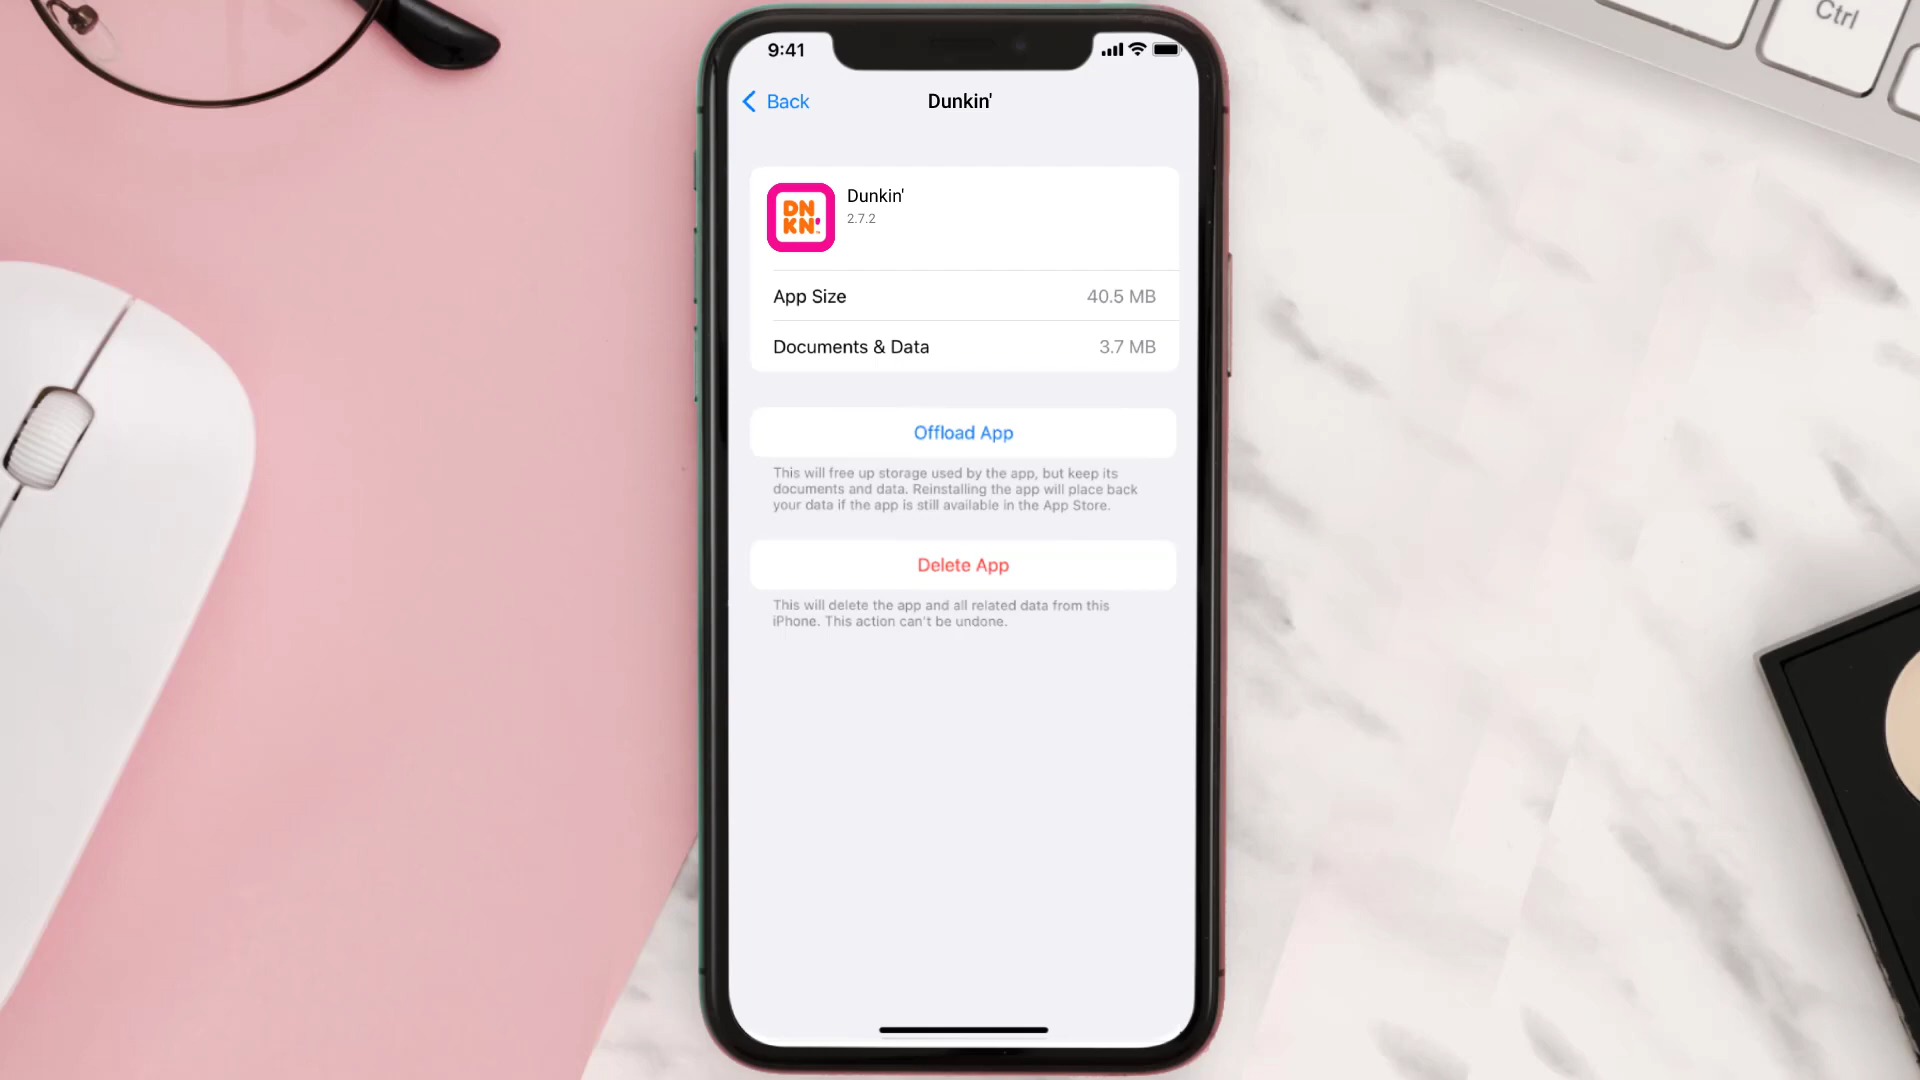 Ctrl
9:41
Back
Dunkin'
DN
KN'
Dunkin'
2.7.2
App Size
40.5 MB
Documents & Data
3.7 MB
Offload App
This will free up storage used by the app, but keep its
documents and data. Reinstalling the app will place back
your data if the app is still available in the App Store.
Delete App
This will delete the app and all related data from this
iPhone. This action can't be undone.